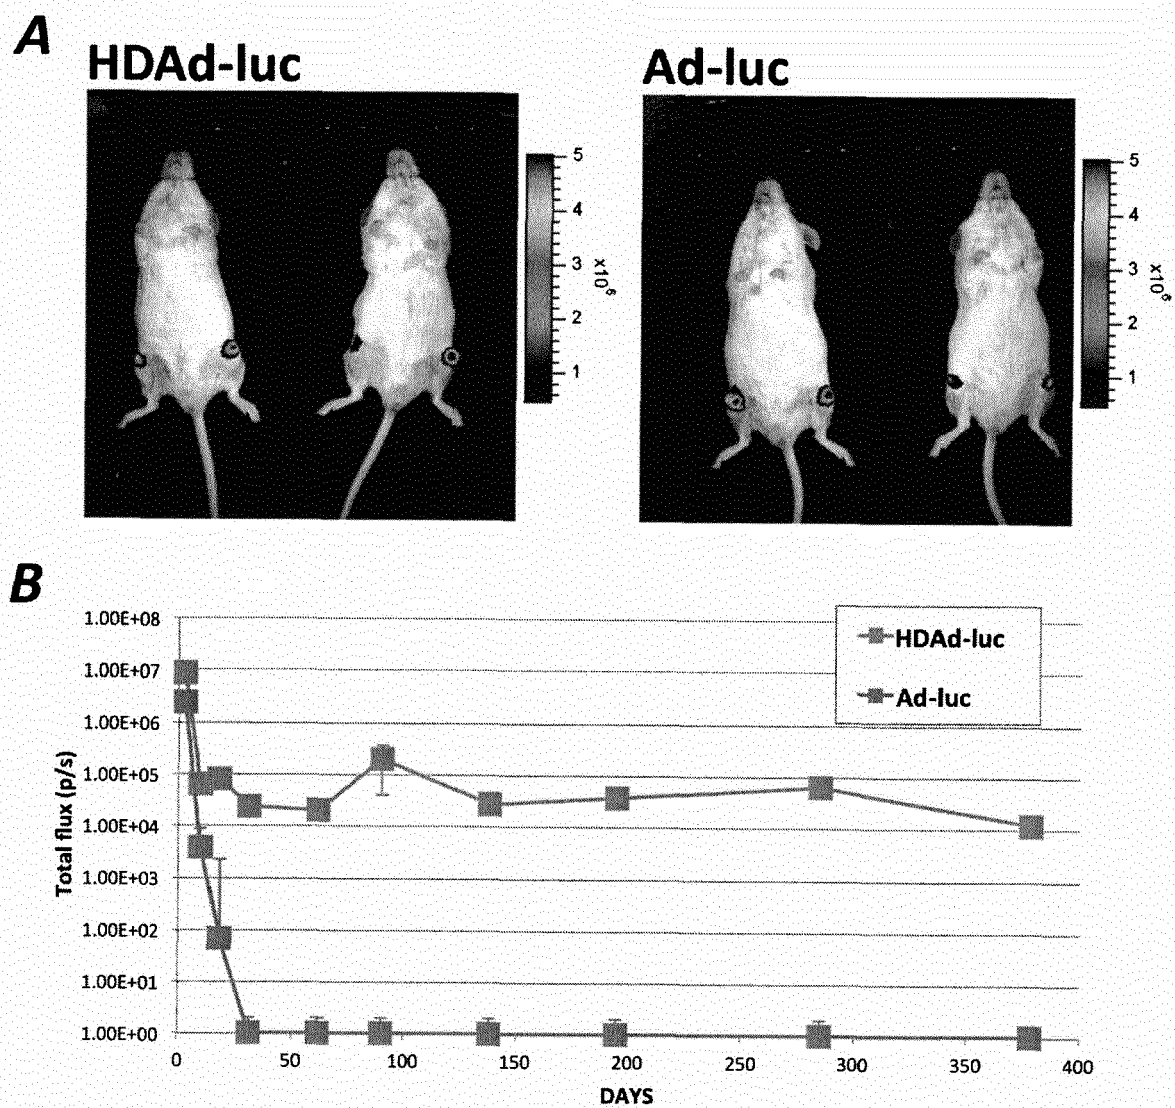 A
HDAd-luc
Ad-luc
5
4
3
2
1
x10⁶
5
4
3
2
1
x10⁶
B
1.00E+08
1.00E+07
1.00E+06
1.00E+05
1.00E+04
1.00E+03
1.00E+02
1.00E+01
1.00E+00
Total flux (p/s)
HDAd-luc
Ad-luc
0 50 100 150 200 250 300 350 400
DAYS